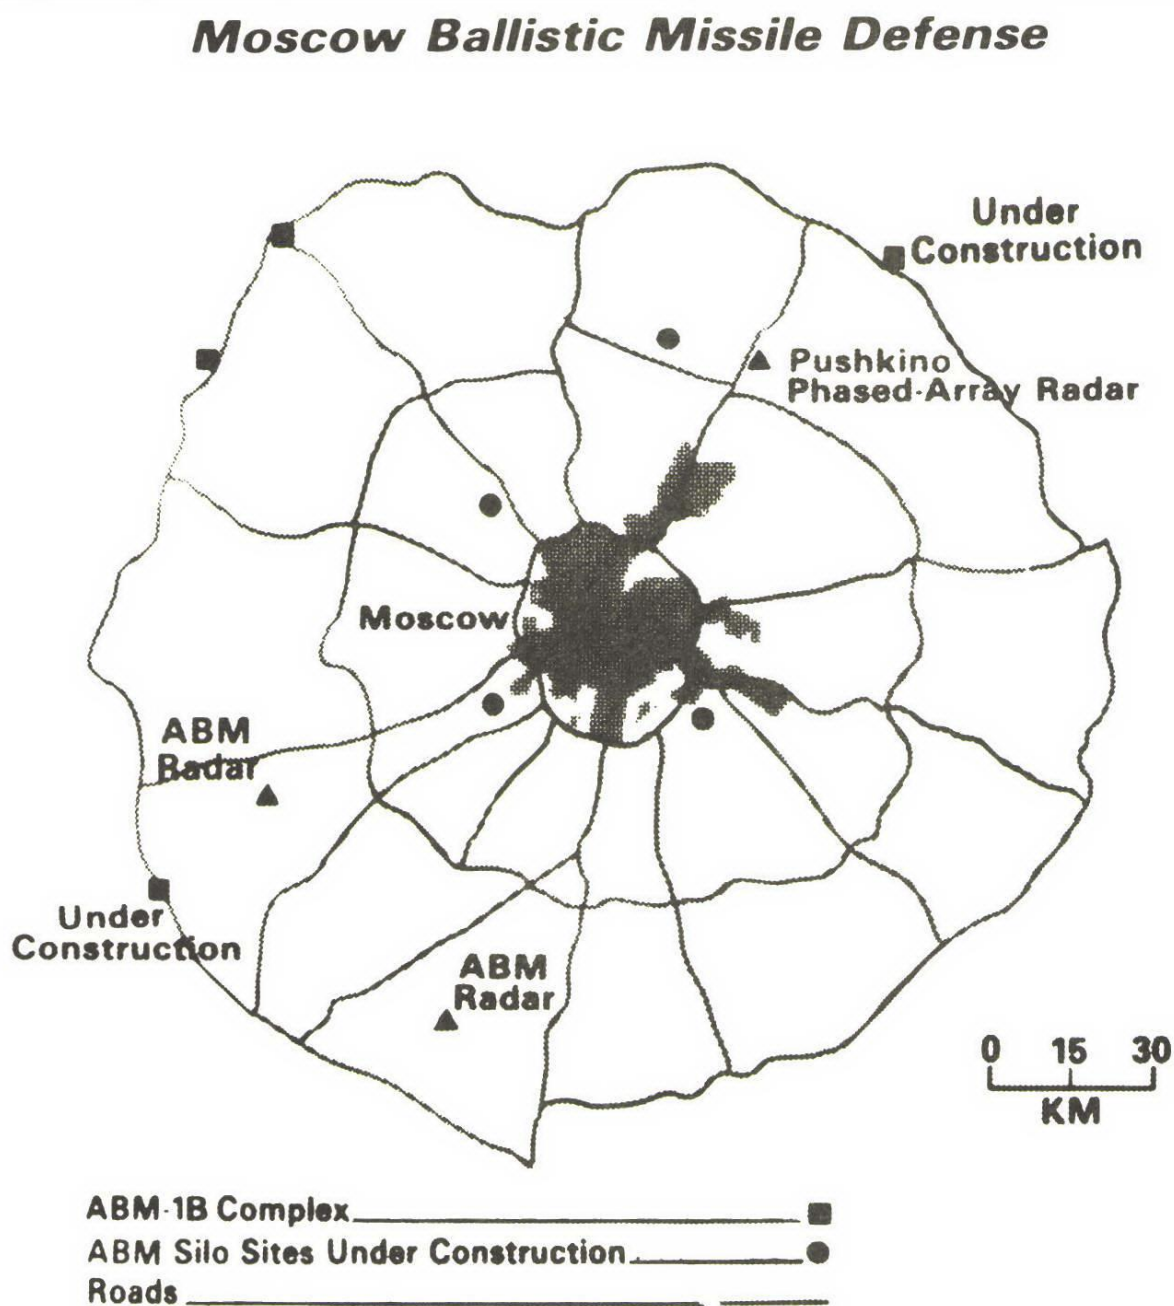 Moscow Ballistic Missile Defense
Under
Construction
Pushkino
Phased-Array Radar
Moscow
ABM
Radar
Under
Construction
ABM
Radar
0 15 30
KM
ABM-1B Complex
ABM Silo Sites Under Construction
Roads